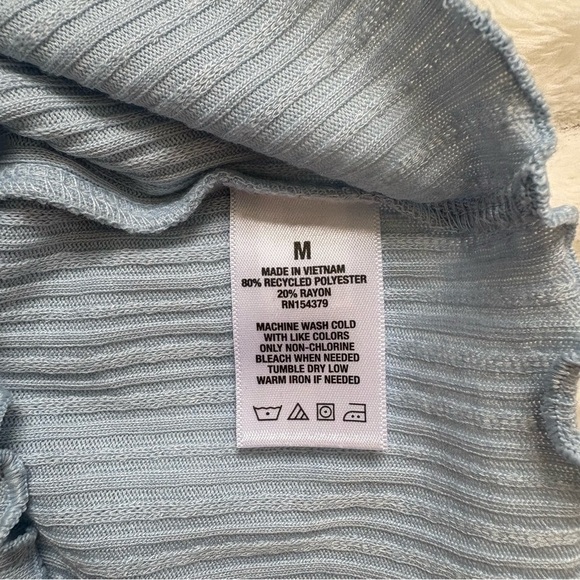 M
MADE IN VIETNAM
80% RECYCLED POLYESTER
20% RAYON
RN154379
MACHINE WASH COLD
WITH LIKE COLORS
ONLY NON-CHLORINE
BLEACH WHEN NEEDED
TUMBLE DRY LOW
WARM IRON IF NEEDED